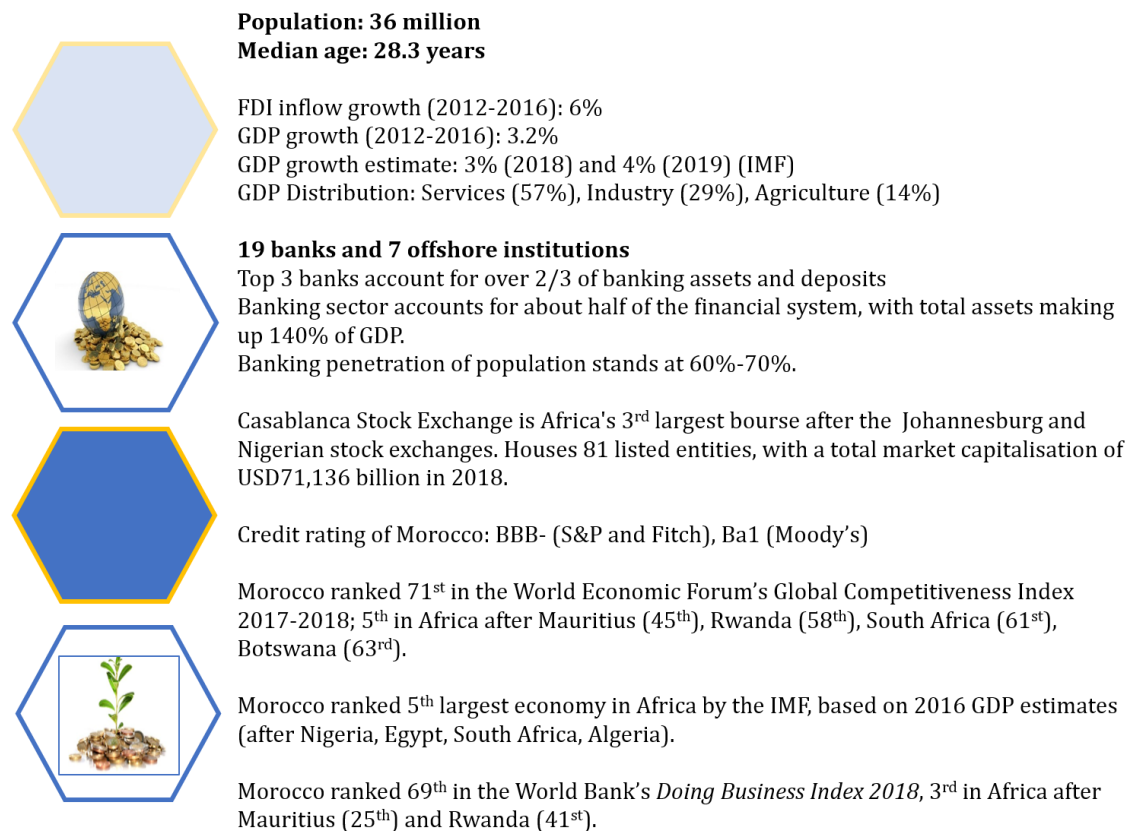 Population: 36 million
Median age: 28.3 years
FDI inflow growth (2012-2016): 6%
GDP growth (2012-2016): 3.2%
GDP growth estimate: 3% (2018) and 4% (2019) (IMF)
GDP Distribution: Services (57%), Industry (29%), Agriculture (14%)
19 banks and 7 offshore institutions
Top 3 banks account for over 2/3 of banking assets and deposits
Banking sector accounts for about half of the financial system, with total assets making
up 140% of GDP.
Banking penetration of population stands at 60%-70%.
Casablanca Stock Exchange is Africa's 3rd largest bourse after the Johannesburg and
Nigerian stock exchanges. Houses 81 listed entities, with a total market capitalisation of
USD71,136 billion in 2018.
Credit rating of Morocco: BBB- (S&P and Fitch), Ba1 (Moody’s)
Morocco ranked 71st in the World Economic Forum’s Global Competitiveness Index
2017-2018; 5th in Africa after Mauritius (45th), Rwanda (58th), South Africa (61st),
Botswana (63rd).
Morocco ranked 5th largest economy in Africa by the IMF, based on 2016 GDP estimates
(after Nigeria, Egypt, South Africa, Algeria).
Morocco ranked 69th in the World Bank’s Doing Business Index 2018, 3rd in Africa after
Mauritius (25th) and Rwanda (41st).